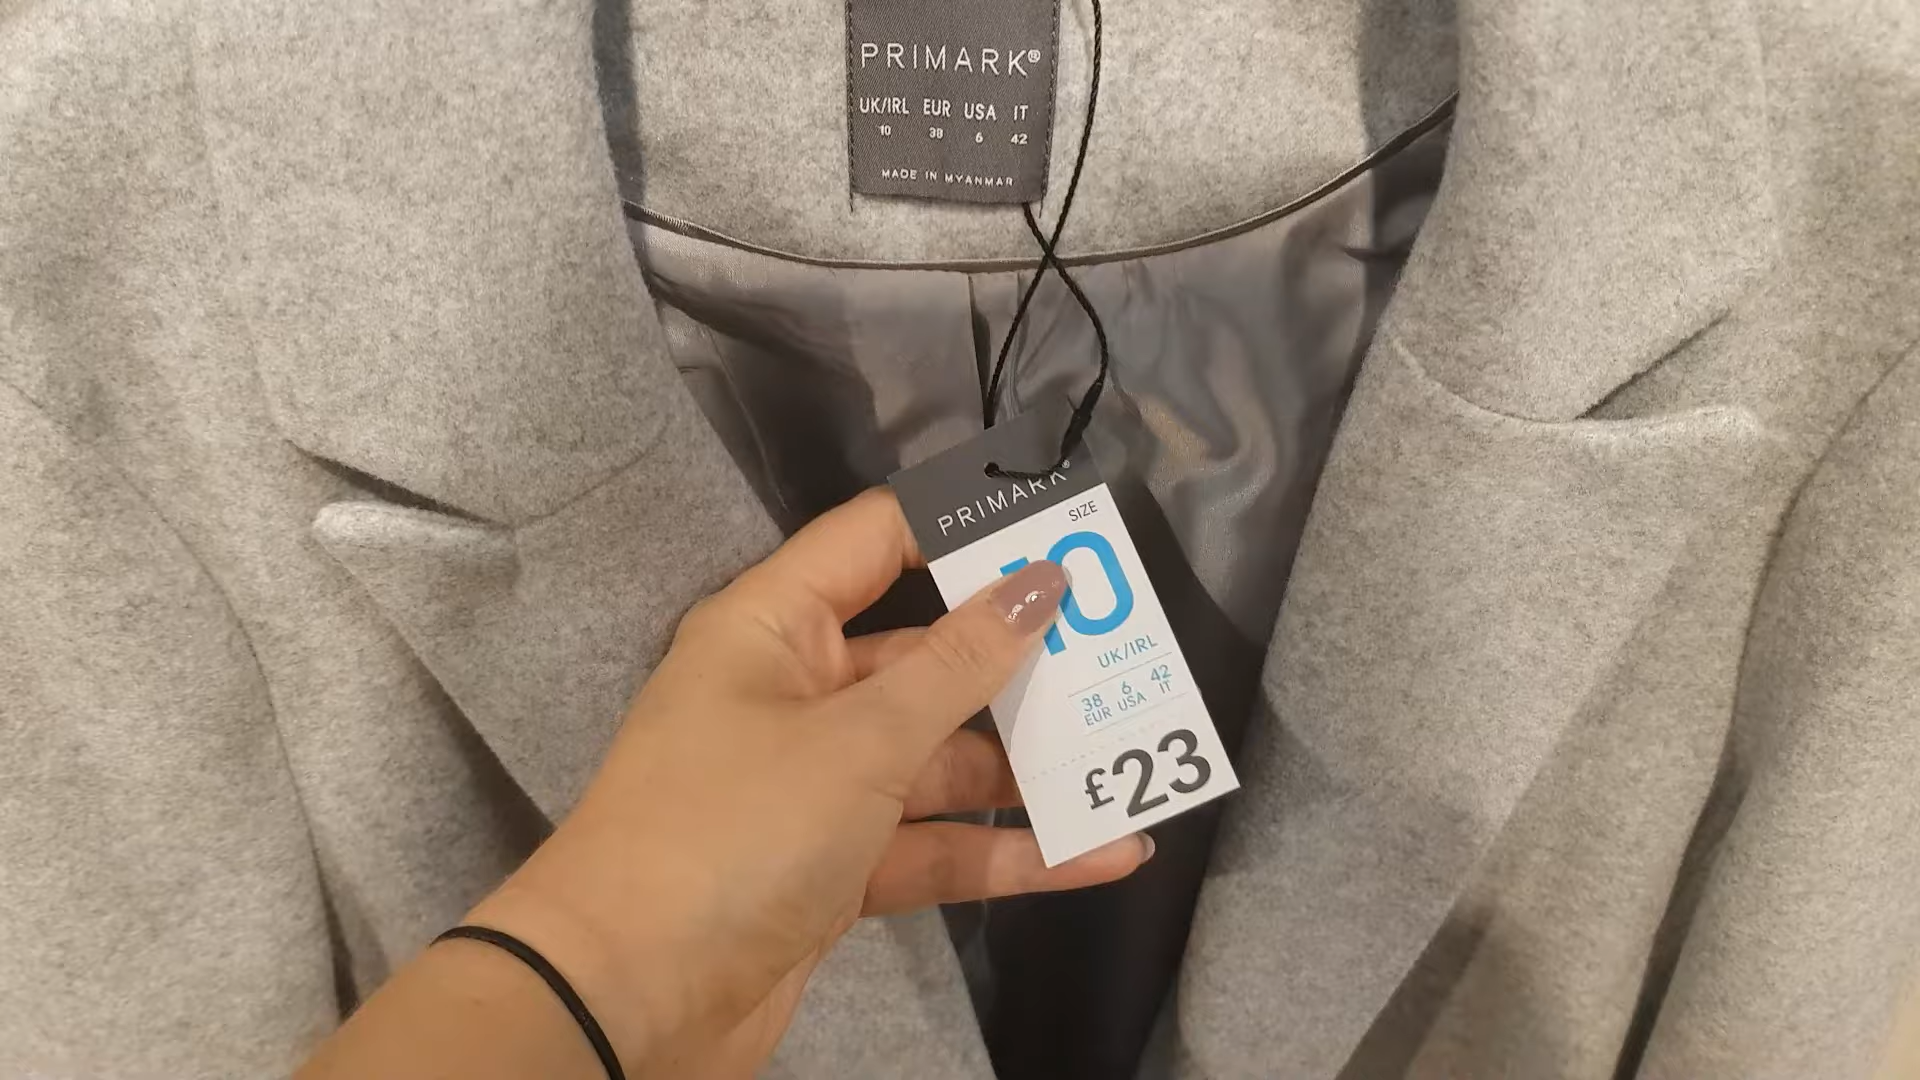 PRIMARK®
UK/IRL EUR USA IT
10 38 6 42
MADE IN MYANMAR
PRIMARK®
SIZE
10
UK/IRL
38 6 42
EUR USA IT
£23